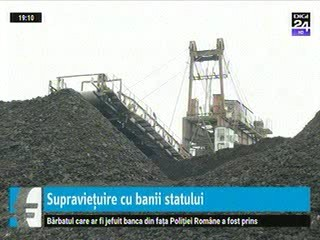 19:10
DIGI
24
HD
Supraviețuire cu banii statului
Bărbatul care ar fi jefuit banca din fața Poliției Române a fost prins